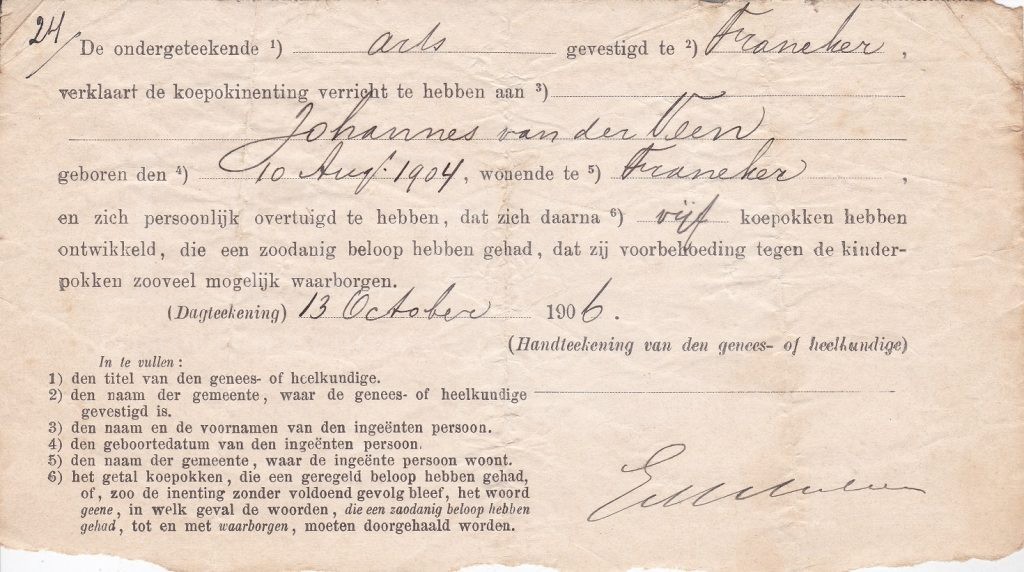 24/
De ondergeteekende 1) arts gevestigd te 2) Franeker,
verklaart de koepokinenting verricht te hebben aan 3)
Johannes van der Veen
geboren den 4) 10 Aug. 1904, wonende te 5) Franeker,
en zich persoonlijk overtuigd te hebben, dat zich daarna 6) vijf koepokken hebben
ontwikkeld, die een zoodanig beloop hebben gehad, dat zij voorbehoeding tegen de kinder-
pokken zooveel mogelijk waarborgen.
(Dagteekening) 13 October 1906.
(Handteekening van den genees- of heelkundige)
In te vullen:
1) den titel van den genees- of heelkundige.
2) den naam der gemeente, waar de genees- of heelkundige
gevestigd is.
3) den naam en de voornamen van den ingeënten persoon.
4) den geboortedatum van den ingeënten persoon.
5) den naam der gemeente, waar de ingeënte persoon woont.
6) het getal koepokken, die een geregeld beloop hebben gehad,
of, zoo de inenting zonder voldoend gevolg bleef, het woord
geene, in welk geval de woorden, die een zoodanig beloop hebben
gehad, tot en met waarborgen, moeten doorgehaald worden.